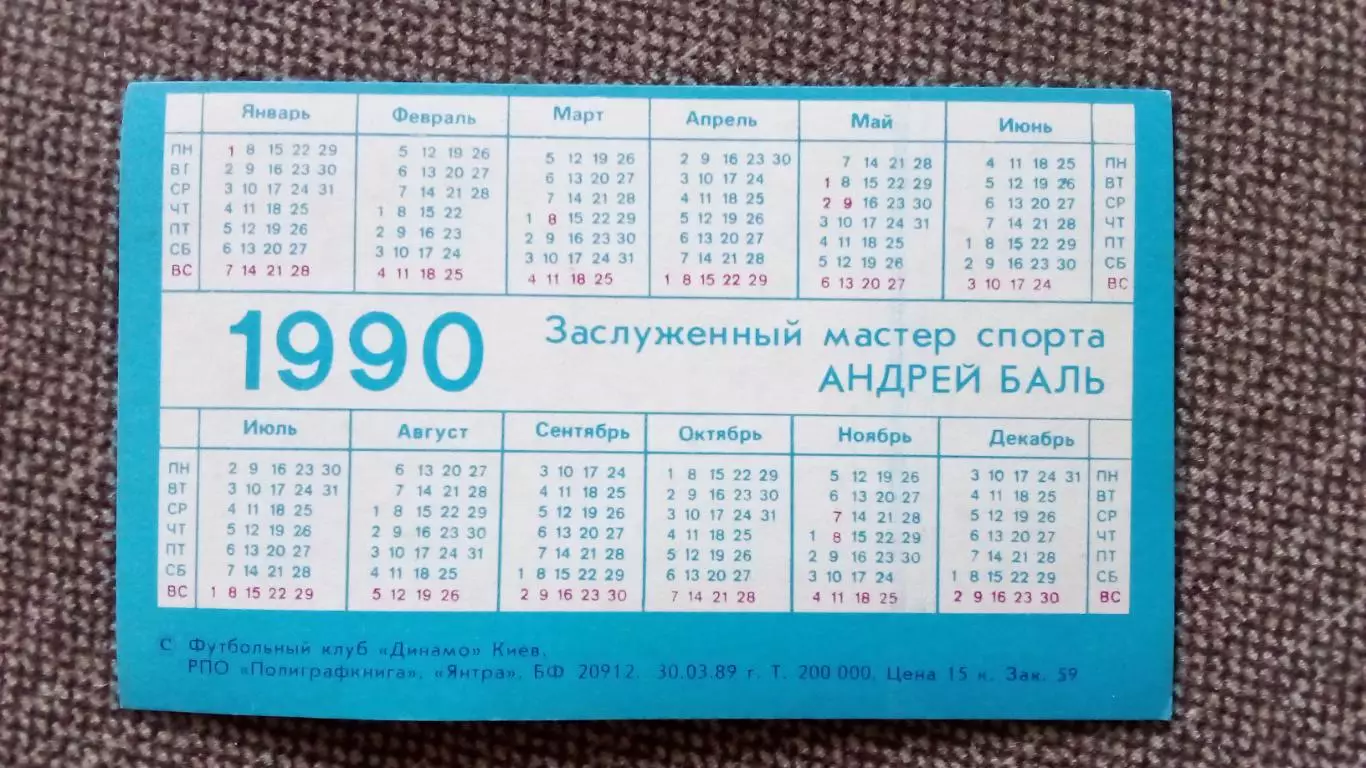 Январь Февраль Март Апрель Май Июнь
ПН 1 8 15 22 29 5 12 19 26 5 12 19 26 2 9 16 23 30 7 14 21 28 4 11 18 25 ПН
ВТ 2 9 16 23 30 6 13 20 27 6 13 20 27 3 10 17 24 1 8 15 22 29 5 12 19 26 ВТ
СР 3 10 17 24 31 7 14 21 28 7 14 21 28 4 11 18 25 2 9 16 23 30 6 13 20 27 СР
ЧТ 4 11 18 25 1 8 15 22 1 8 15 22 29 5 12 19 26 3 10 17 24 31 7 14 21 28 ЧТ
ПТ 5 12 19 26 2 9 16 23 2 9 16 23 30 6 13 20 27 4 11 18 25 1 8 15 22 29 ПТ
СБ 6 13 20 27 3 10 17 24 3 10 17 24 31 7 14 21 28 5 12 19 26 2 9 16 23 30 СБ
ВС 7 14 21 28 4 11 18 25 4 11 18 25 1 8 15 22 29 6 13 20 27 3 10 17 24 ВС
1990 Заслуженный мастер спорта
АНДРЕЙ БАЛЬ
Июль Август Сентябрь Октябрь Ноябрь Декабрь
ПН 2 9 16 23 30 6 13 20 27 3 10 17 24 1 8 15 22 29 5 12 19 26 3 10 17 24 31 ПН
ВТ 3 10 17 24 31 7 14 21 28 4 11 18 25 2 9 16 23 30 6 13 20 27 4 11 18 25 ВТ
СР 4 11 18 25 1 8 15 22 29 5 12 19 26 3 10 17 24 31 7 14 21 28 5 12 19 26 СР
ЧТ 5 12 19 26 2 9 16 23 30 6 13 20 27 4 11 18 25 1 8 15 22 29 6 13 20 27 ЧТ
ПТ 6 13 20 27 3 10 17 24 31 7 14 21 28 5 12 19 26 2 9 16 23 30 7 14 21 28 ПТ
СБ 7 14 21 28 4 11 18 25 1 8 15 22 29 6 13 20 27 3 10 17 24 1 8 15 22 29 СБ
ВС 1 8 15 22 29 5 12 19 26 2 9 16 23 30 7 14 21 28 4 11 18 25 2 9 16 23 30 ВС
С Футбольный клуб «Динамо» Киев.
РПО «Полиграфкнига». «Янтра». БФ 20912. 30.03.89 г. Т. 200 000. Цена 15 к. Зак. 59